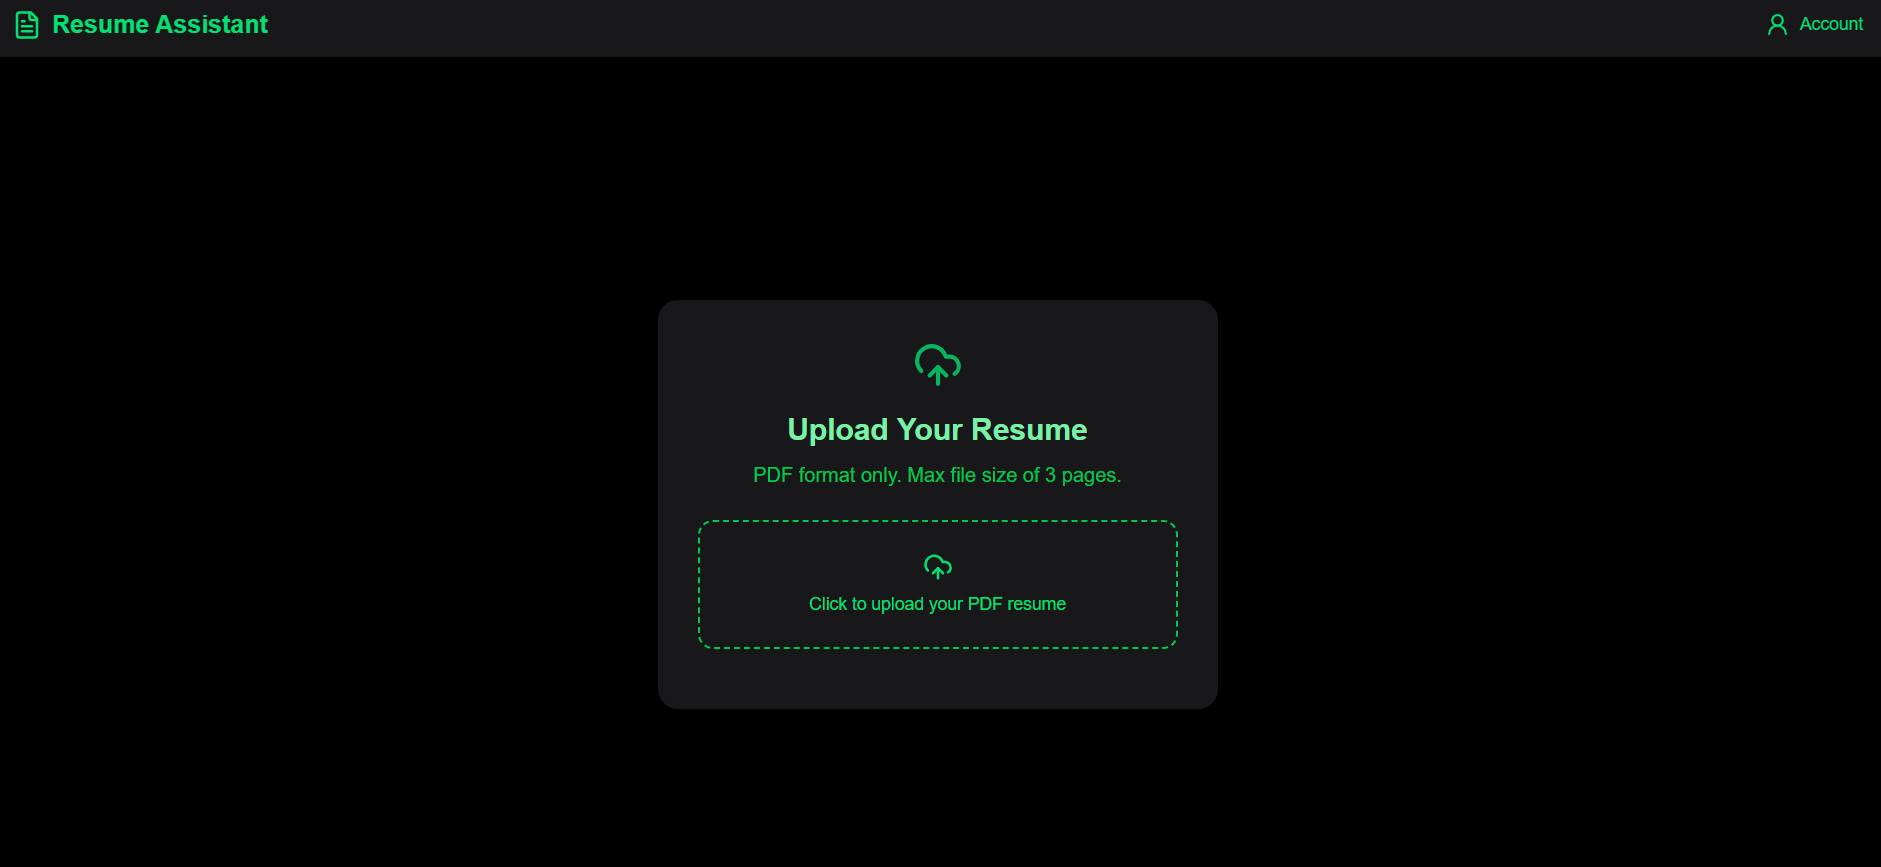 Resume Assistant
Account
Upload Your Resume
PDF format only. Max file size of 3 pages.
Click to upload your PDF resume